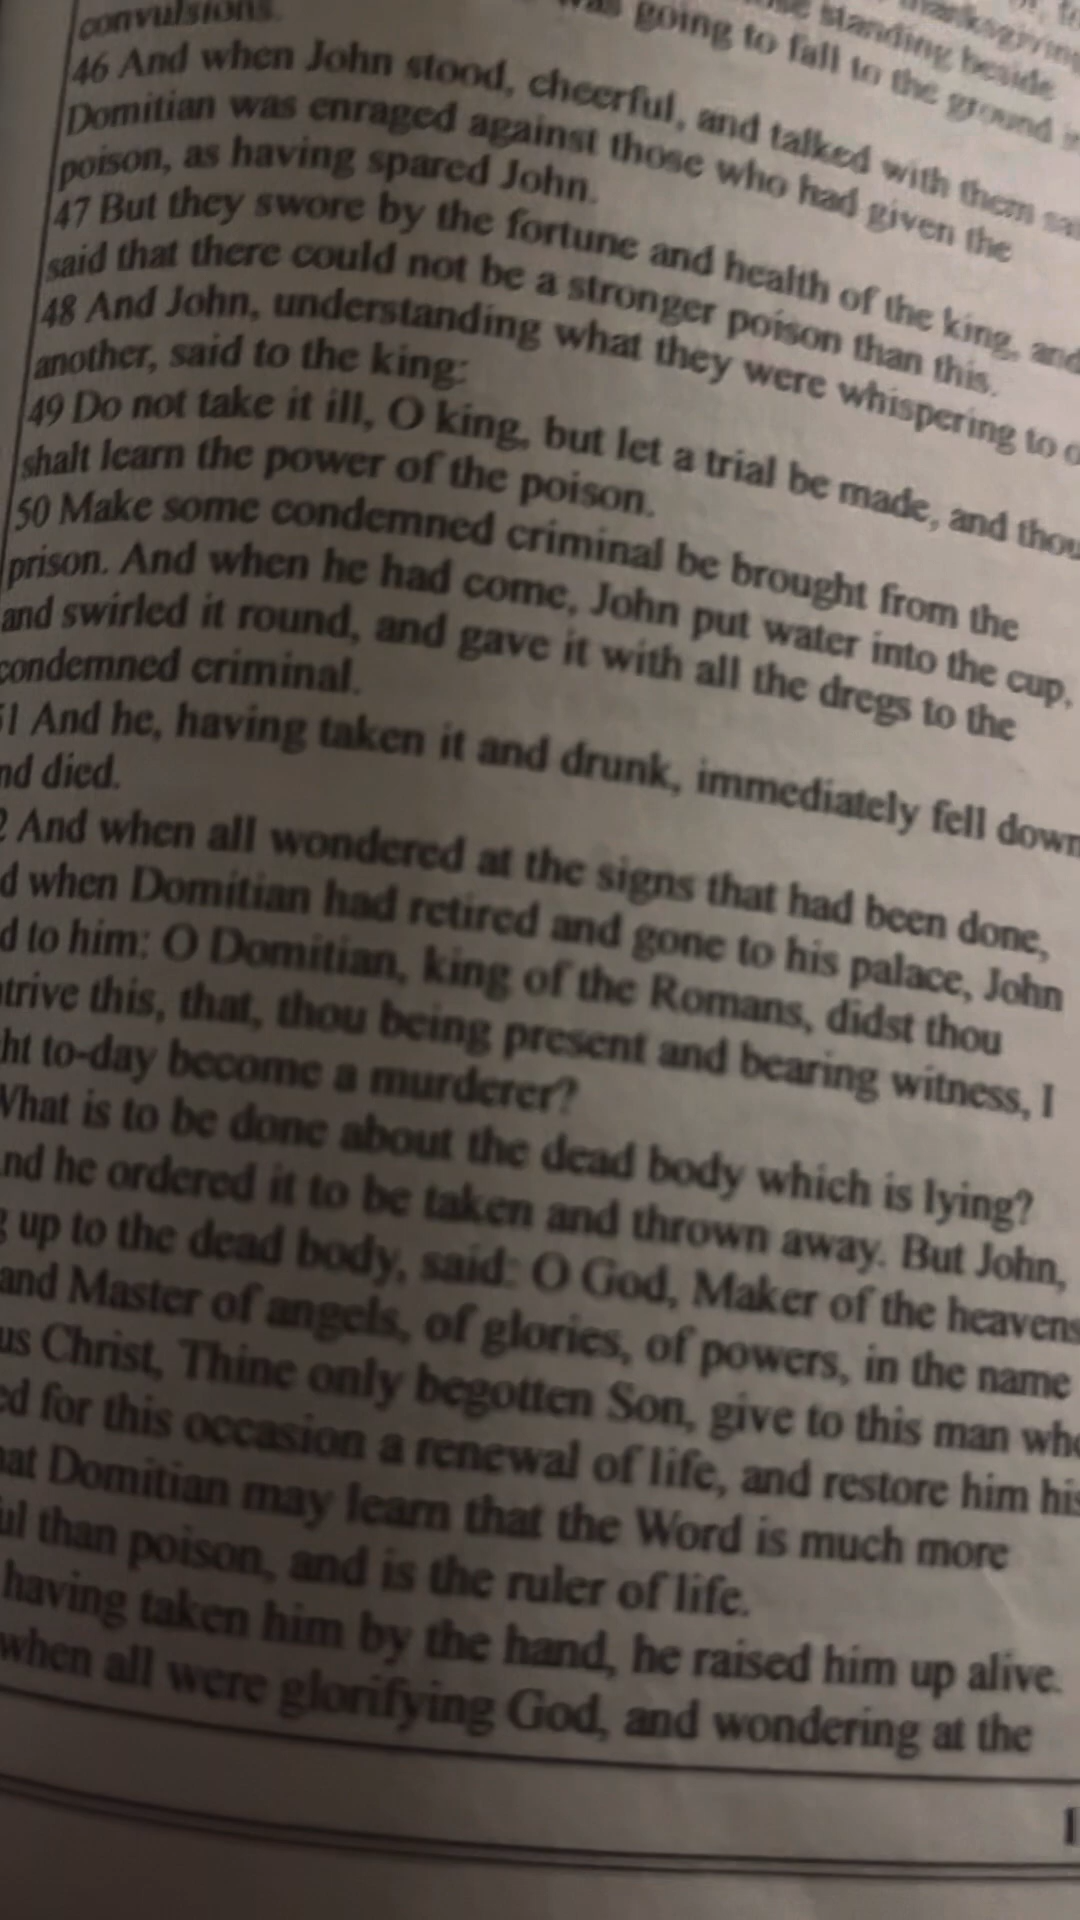 convulsions.
standing beside
was going to fall to the ground
46 And when John stood, cheerful, and talked with them
Domitian was enraged against those who had given the
poison, as having spared John.
47 But they swore by the fortune and health of the king, and
said that there could not be a stronger poison than this.
48 And John, understanding what they were whispering to
another, said to the king:
49 Do not take it ill, O king, but let a trial be made, and thou
shalt learn the power of the poison.
50 Make some condemned criminal be brought from the
prison. And when he had come, John put water into the cup,
and swirled it round, and gave it with all the dregs to the
condemned criminal.
51 And he, having taken it and drunk, immediately fell down
nd died.
2 And when all wondered at the signs that had been done,
d when Domitian had retired and gone to his palace, John
d to him: O Domitian, king of the Romans, didst thou
trive this, that, thou being present and bearing witness, I
ht to-day become a murderer?
What is to be done about the dead body which is lying?
nd he ordered it to be taken and thrown away. But John,
g up to the dead body, said: O God, Maker of the heavens
and Master of angels, of glories, of powers, in the name
us Christ, Thine only begotten Son, give to this man who
ed for this occasion a renewal of life, and restore him his
at Domitian may learn that the Word is much more
ul than poison, and is the ruler of life.
having taken him by the hand, he raised him up alive.
when all were glorifying God, and wondering at the